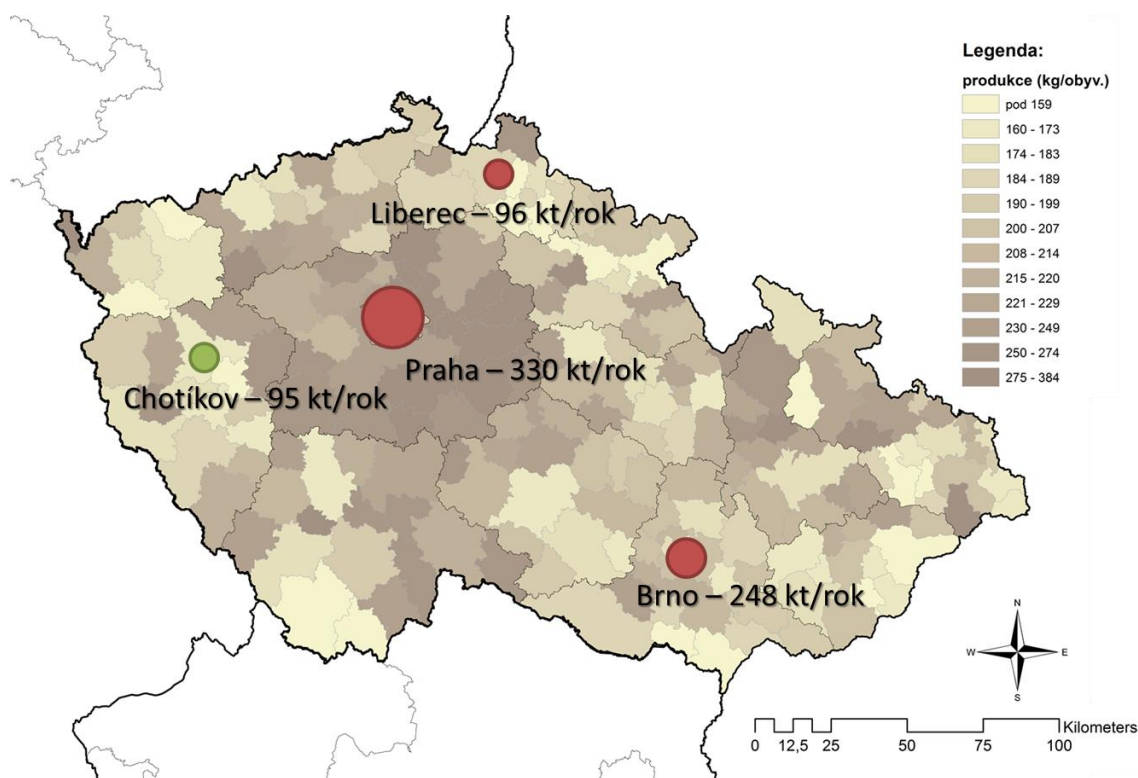 Legenda:
produkce (kg/obyv.)
pod 159
160 - 173
174 - 183
184 - 189
190 - 199
200 - 207
208 - 214
215 - 220
221 - 229
230 - 249
250 - 274
275 - 384
Liberec – 96 kt/rok
Praha – 330 kt/rok
Chotíkov – 95 kt/rok
Brno – 248 kt/rok
N
W E
S
Kilometers
0 12,5 25 50 75 100